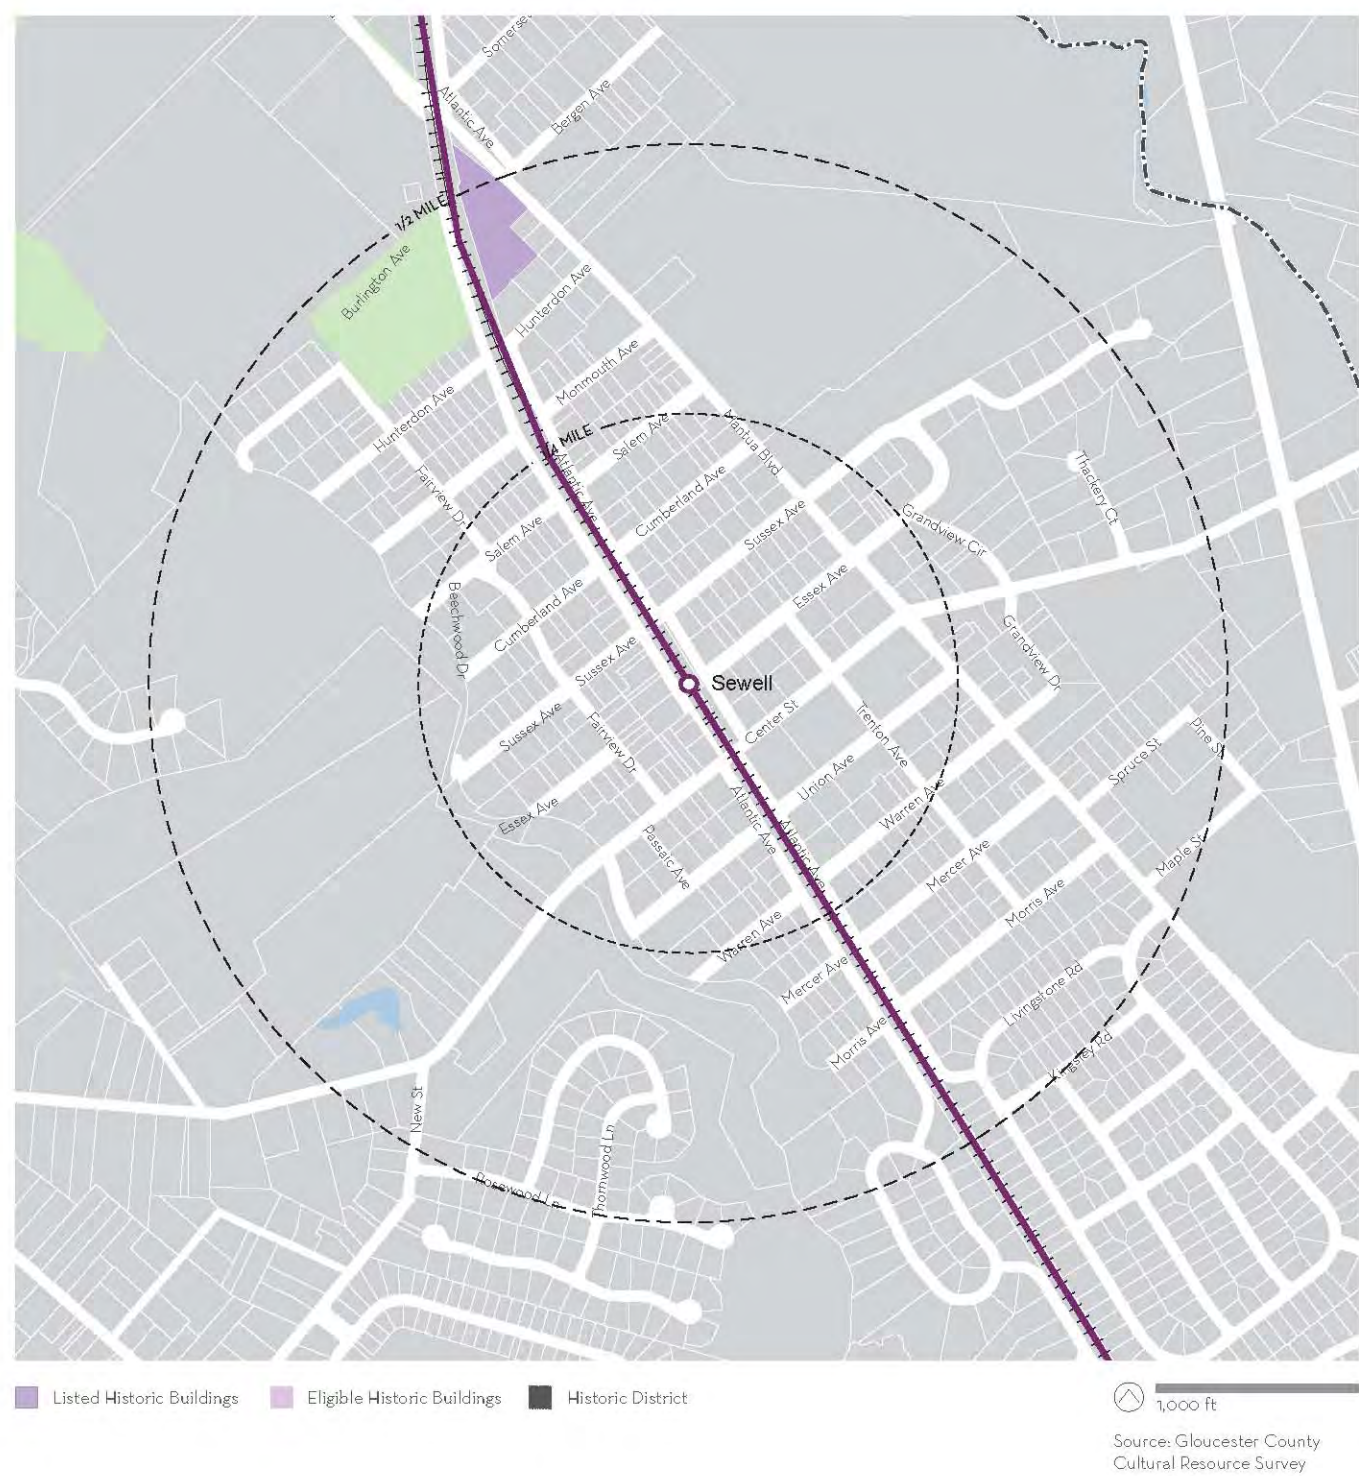 Somerse
Bergen Ave
Atlantic Ave
1/2 MILE
Burlington Ave
Hunterdon Ave
Monmouth Ave
Hunterdon Ave
MILE
Salem Ave
Mantua Blvd
Atlantic Ave
Cumberland Ave
Sussex Ave
Thackery Ct
Fairview Dr
Salem Ave
Grandview Cir
Essex Ave
Beechwood Dr
Cumberland Ave
Sussex Ave
Grandview Dr
Sewell
Sussex Ave
Fairview Dr
Center St
Trenton Ave
Pine S
Spruce St
Union Ave
Essex Ave
Atlantic Ave
Warren Ave
Atlantic Ave
Passaic Ave
Maple St
Mercer Ave
Morris Ave
Warren Ave
Mercer Ave
Livingstone Rd
Morris Ave
Kingsley Rd
New St
Thornwood Ln
Rosewood Ln
Listed Historic Buildings
Eligible Historic Buildings
Historic District
1,000 ft
Source: Gloucester County
Cultural Resource Survey